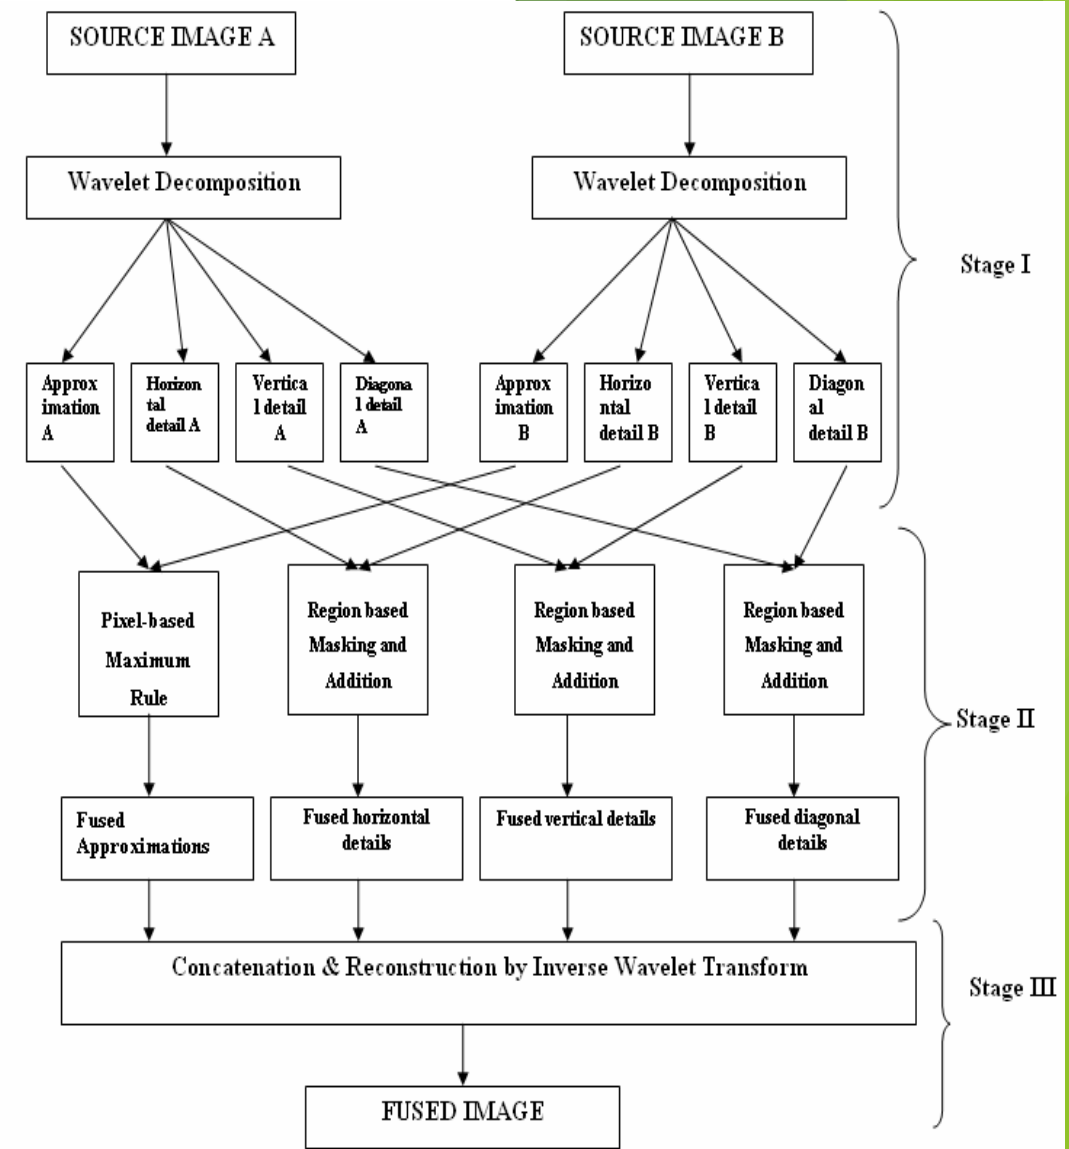 SOURCE IMAGE A
SOURCE IMAGE B
Wavelet Decomposition
Wavelet Decomposition
Stage I
Approx
imation
A
Horizon
tal
detail A
Vertica
l detail
A
Diagona
l detail
A
Approx
imation
B
Horizo
ntal
detail B
Vertica
l detail
B
Diagon
al
detail B
Pixel-based
Maximum
Rule
Region based
Masking and
Addition
Region based
Masking and
Addition
Region based
Masking and
Addition
Stage II
Fused
Approximations
Fused horizontal
details
Fused vertical details
Fused diagonal
details
Concatenation & Reconstruction by Inverse Wavelet Transform
Stage III
FUSED IMAGE